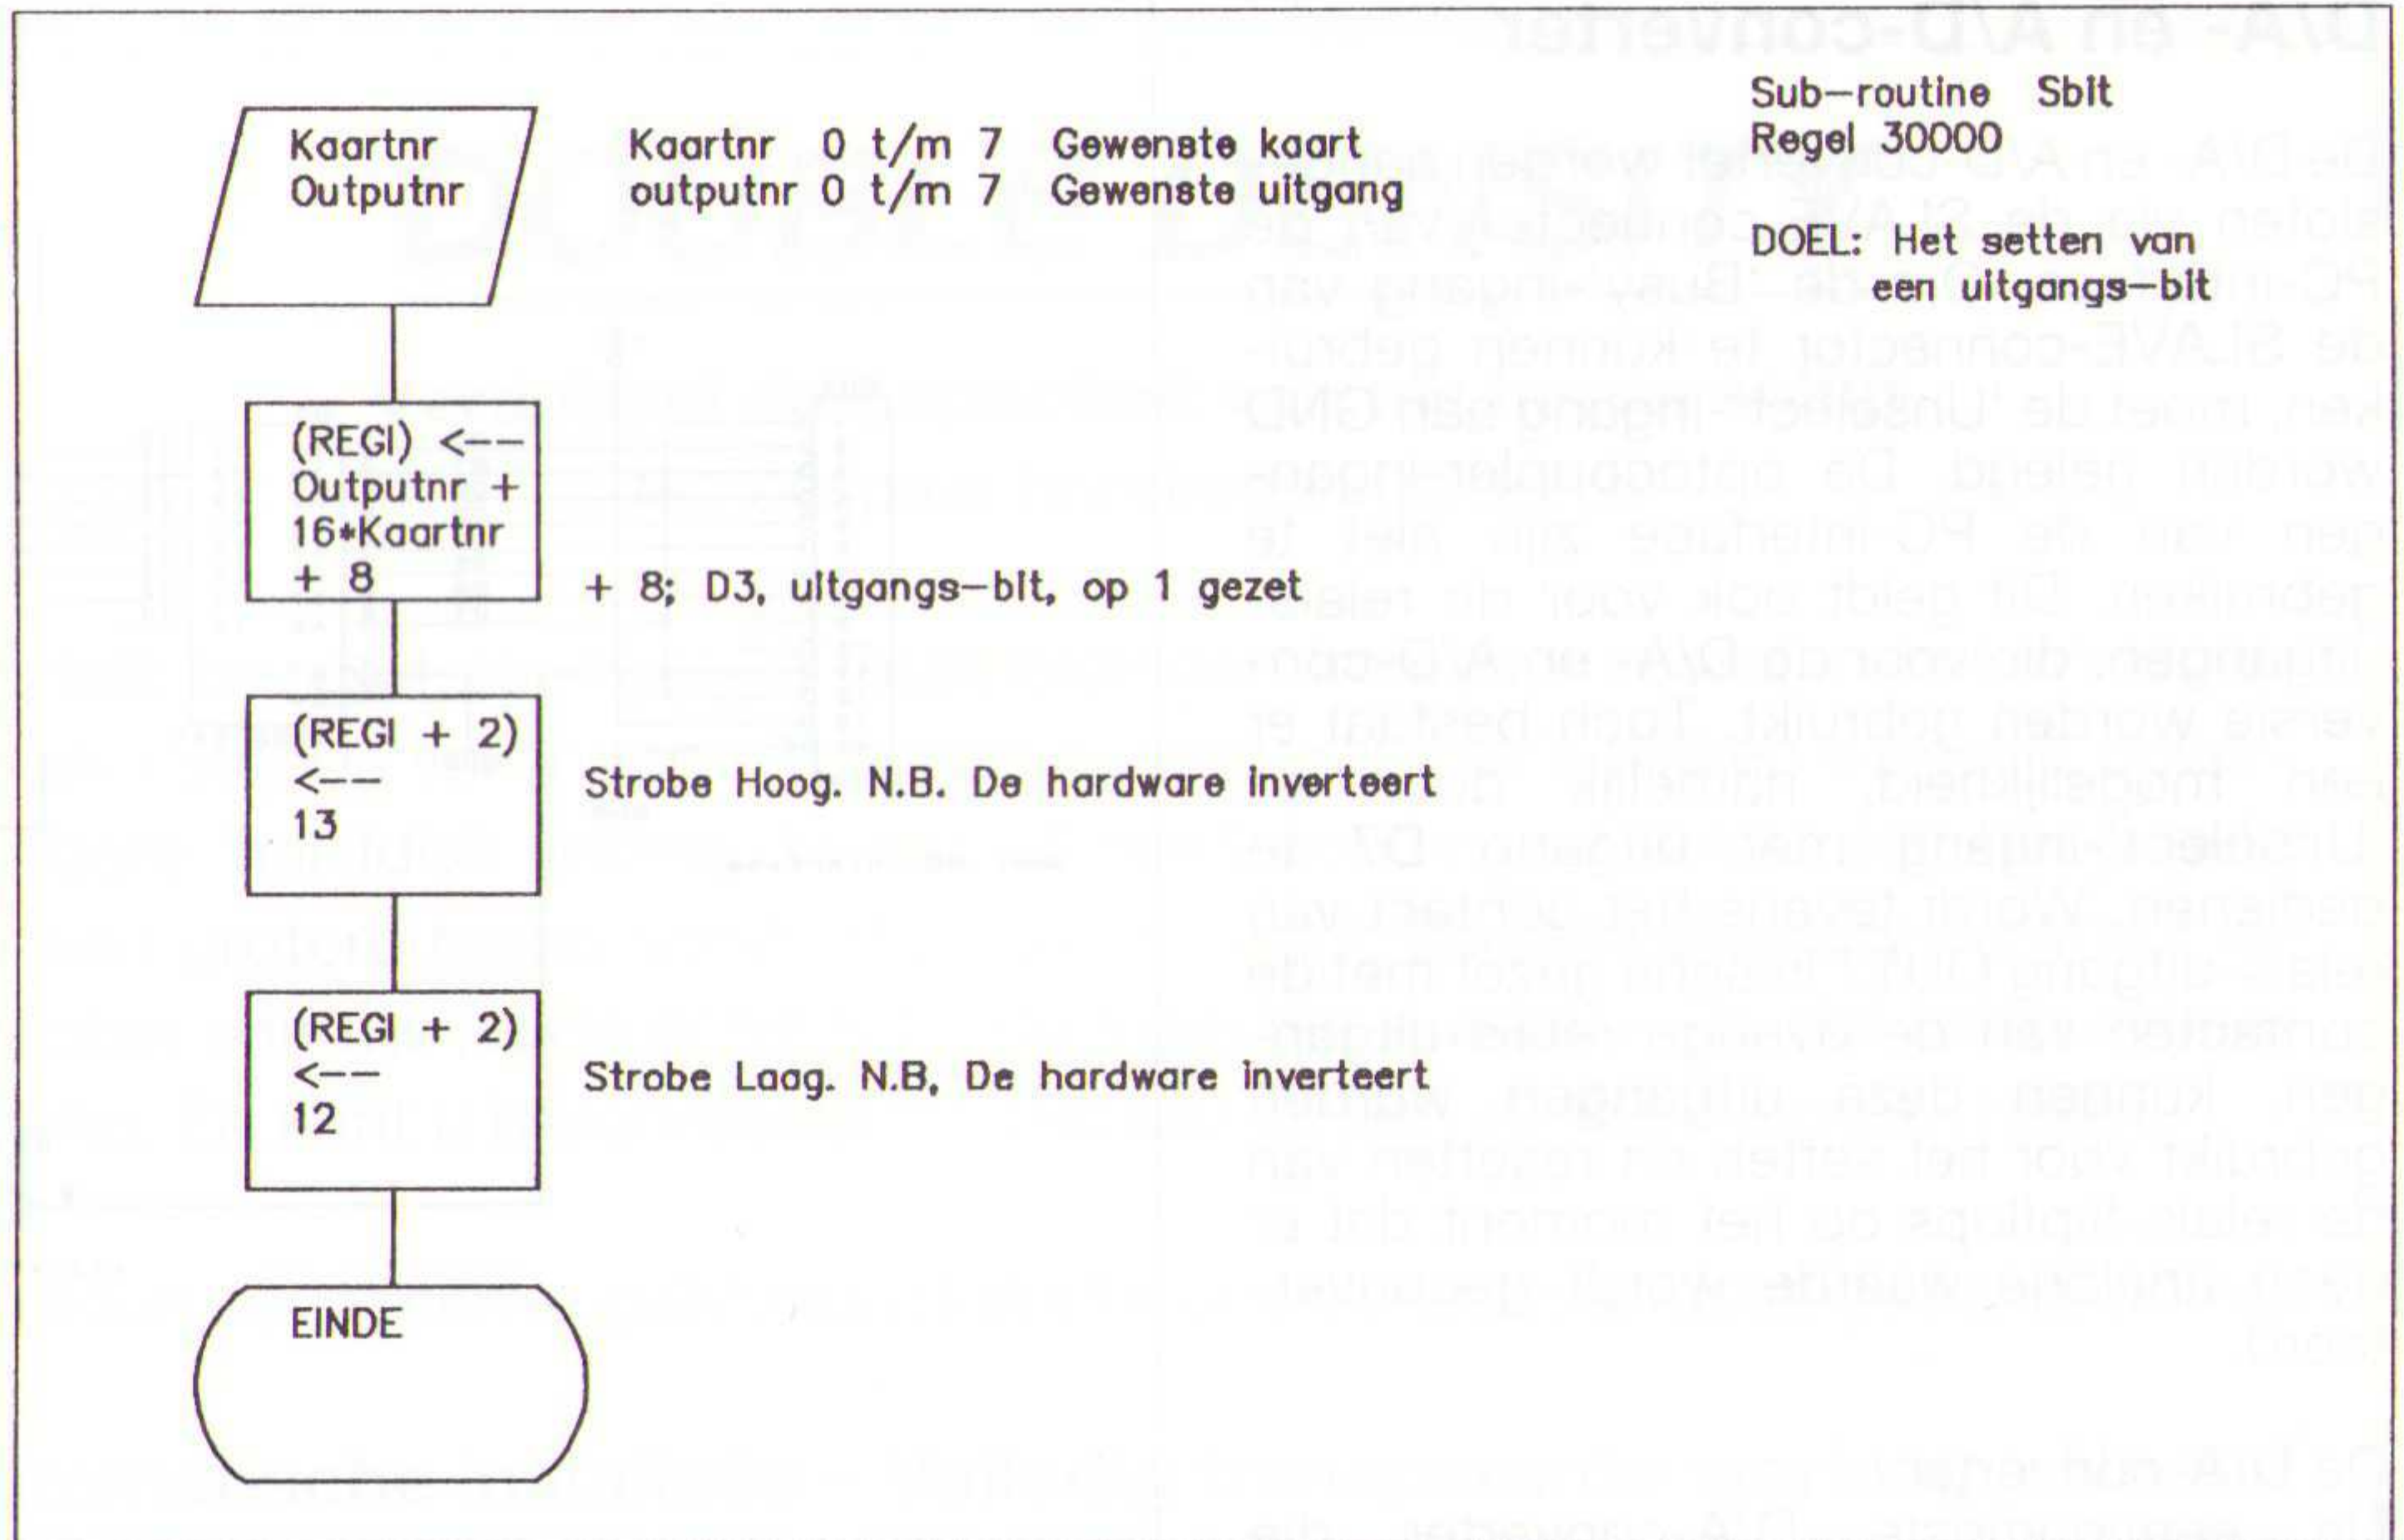 Sub-routine Sbit
Regel 30000
DOEL: Het setten van
een uitgangs-bit
Kaartnr
Outputnr
Kaartnr 0 t/m 7 Gewenste kaart
outputnr 0 t/m 7 Gewenste uitgang
(REGI) <--
Outputnr +
16*Kaartnr
+ 8
+ 8; D3, uitgangs-bit, op 1 gezet
(REGI + 2)
<--
13
Strobe Hoog. N.B. De hardware inverteert
(REGI + 2)
<--
12
Strobe Laag. N.B, De hardware inverteert
EINDE